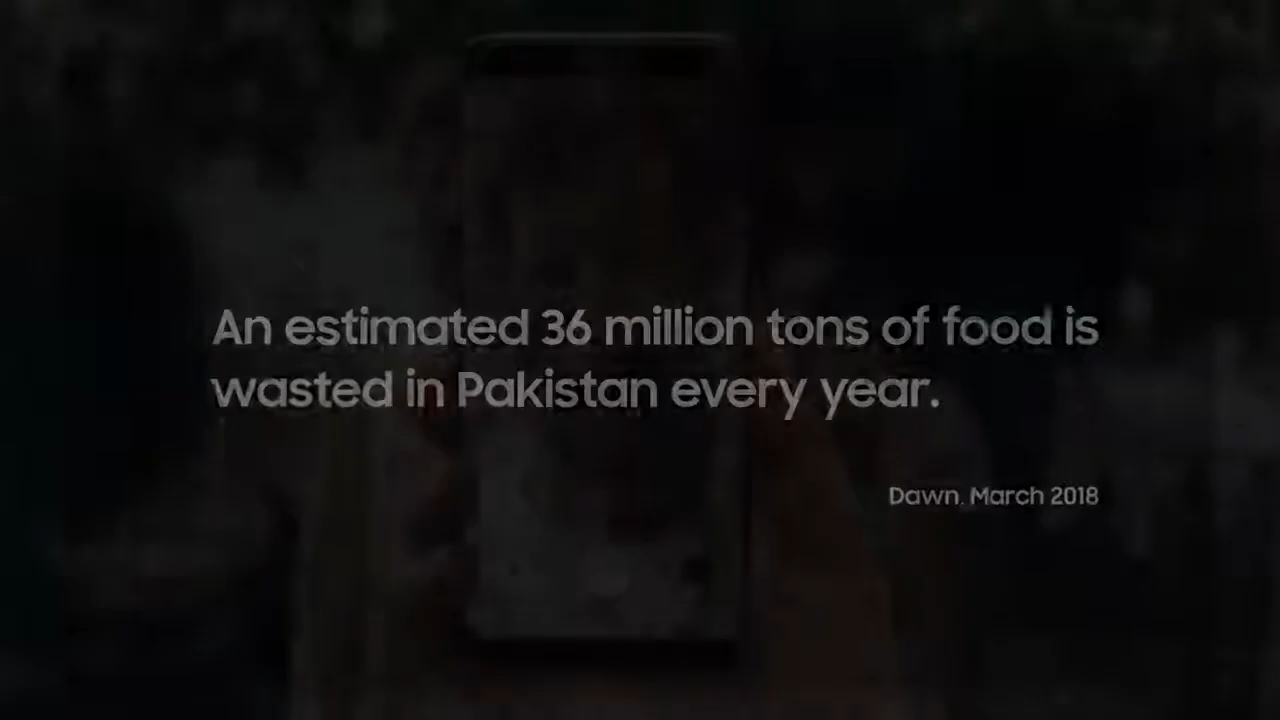 An estimated 36 million tons of food is
wasted in Pakistan every year.
Dawn. March 2018